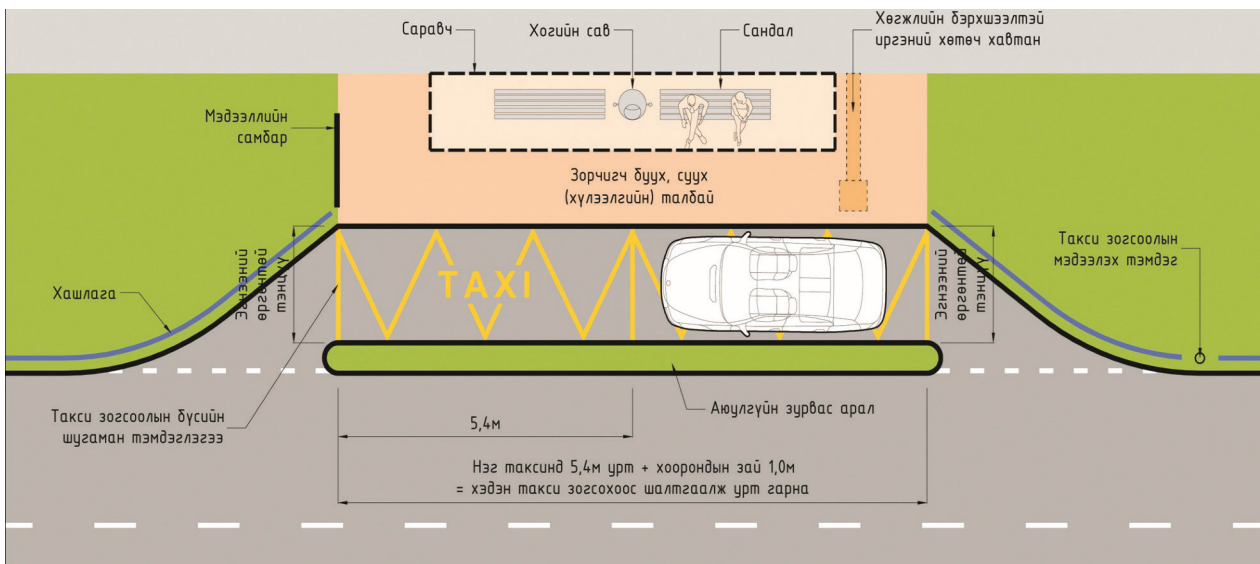 Саравч
Хогийн сав
Сандал
Хөгжлийн бэрхшээлтэй
иргэний хөтөч хавтан
Мэдээллийн
самбар
Зорчигч буух, суух
(хүлээлгийн) талбай
Эгнээний
өргөнтэй
тэнцүү
TAXI
Эгнээний
өргөнтэй
тэнцүү
Такси зогсоолын
мэдээлэх тэмдэг
Хашлага
Такси зогсоолын бүсийн
шугаман тэмдэглэгээ
5,4м
Аюулгүйн зурвас арал
Нэг таксинд 5,4м урт + хоорондын зай 1,0м
= хэдэн такси зогсохоос шалтгаалж урт гарна